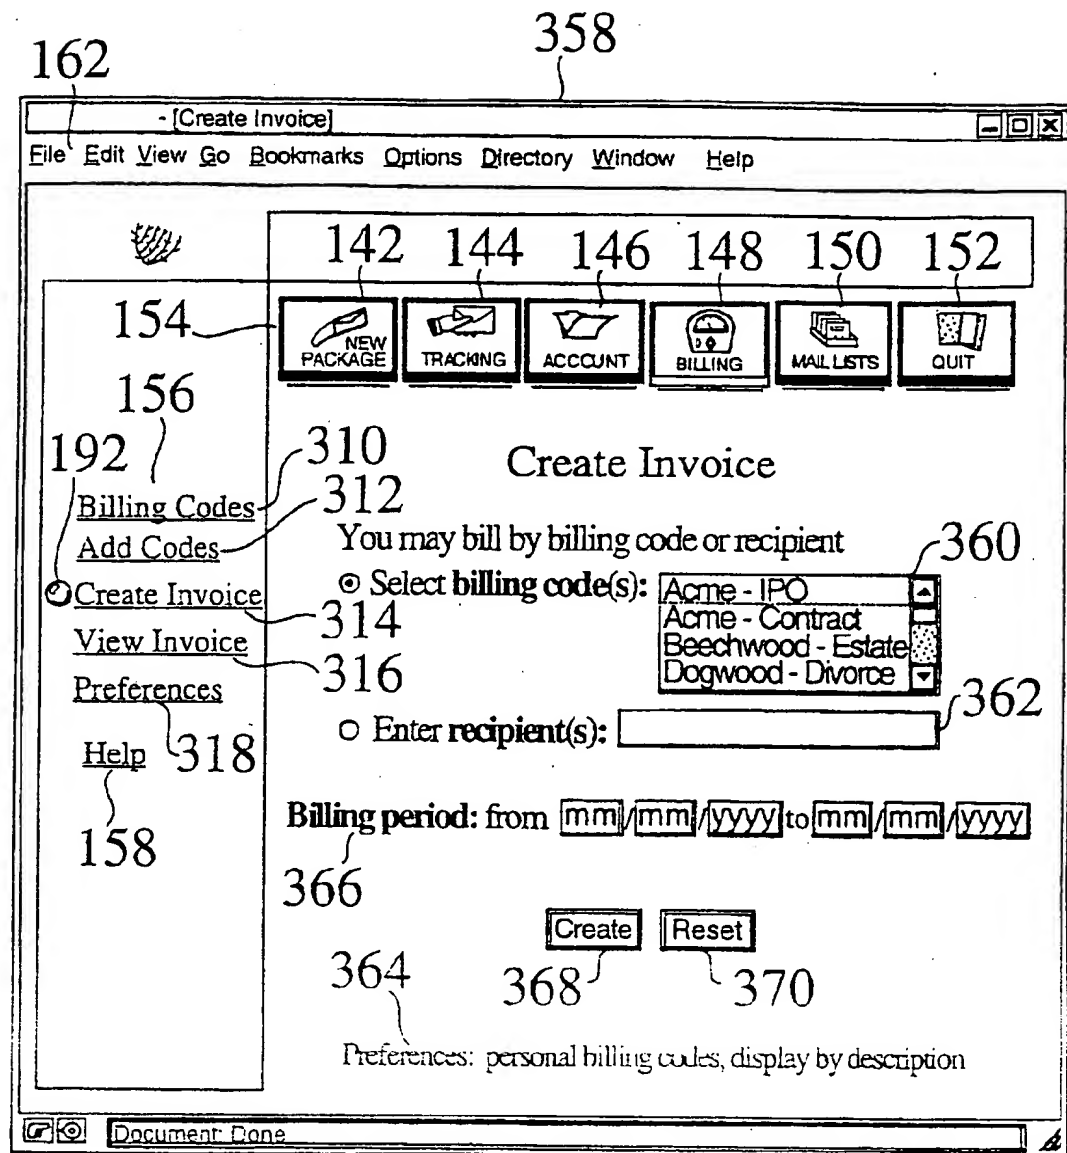 358
162
- [Create Invoice]
File Edit View Go Bookmarks Options Directory Window Help
142 144 146 148 150 152
154
NEW PACKAGE TRACKING ACCOUNT BILLING MAIL LISTS QUIT
156
192
310
Create Invoice
Billing Codes
312
Add Codes
You may bill by billing code or recipient
360
Select billing code(s): Acme - IPO
Create Invoice
Acme - Contract
314
View Invoice
Beechwood - Estate
316
Dogwood - Divorce
Preferences
362
Enter recipient(s):
Help
318
Billing period: from mm/mm/yyyy to mm/mm/yyyy
158
366
Create Reset
364
368
370
Preferences: personal billing codes, display by description
Document: Done